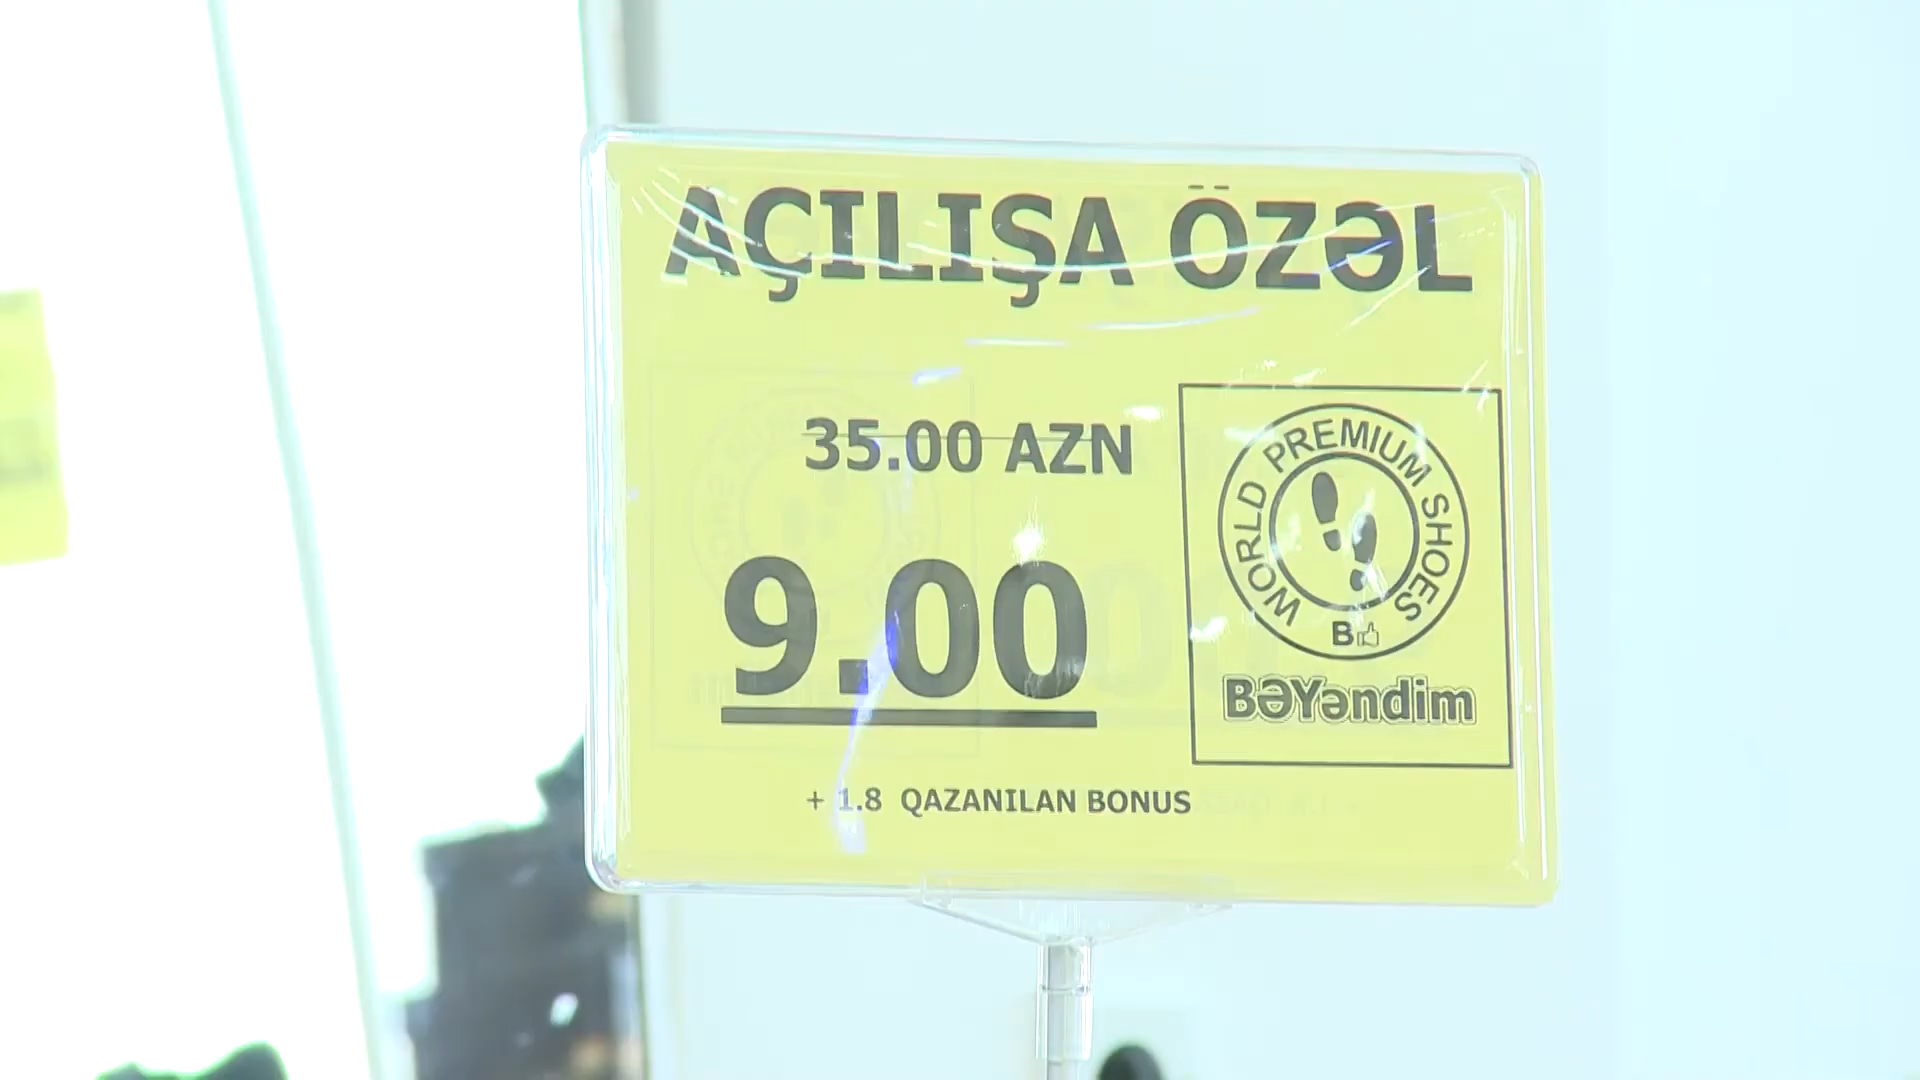 AÇILIŞA ÖZƏL
35.00 AZN
9.00
+ 1.8 QAZANILAN BONUS
WORLD PREMIUM SHOES
B
BƏYəndim